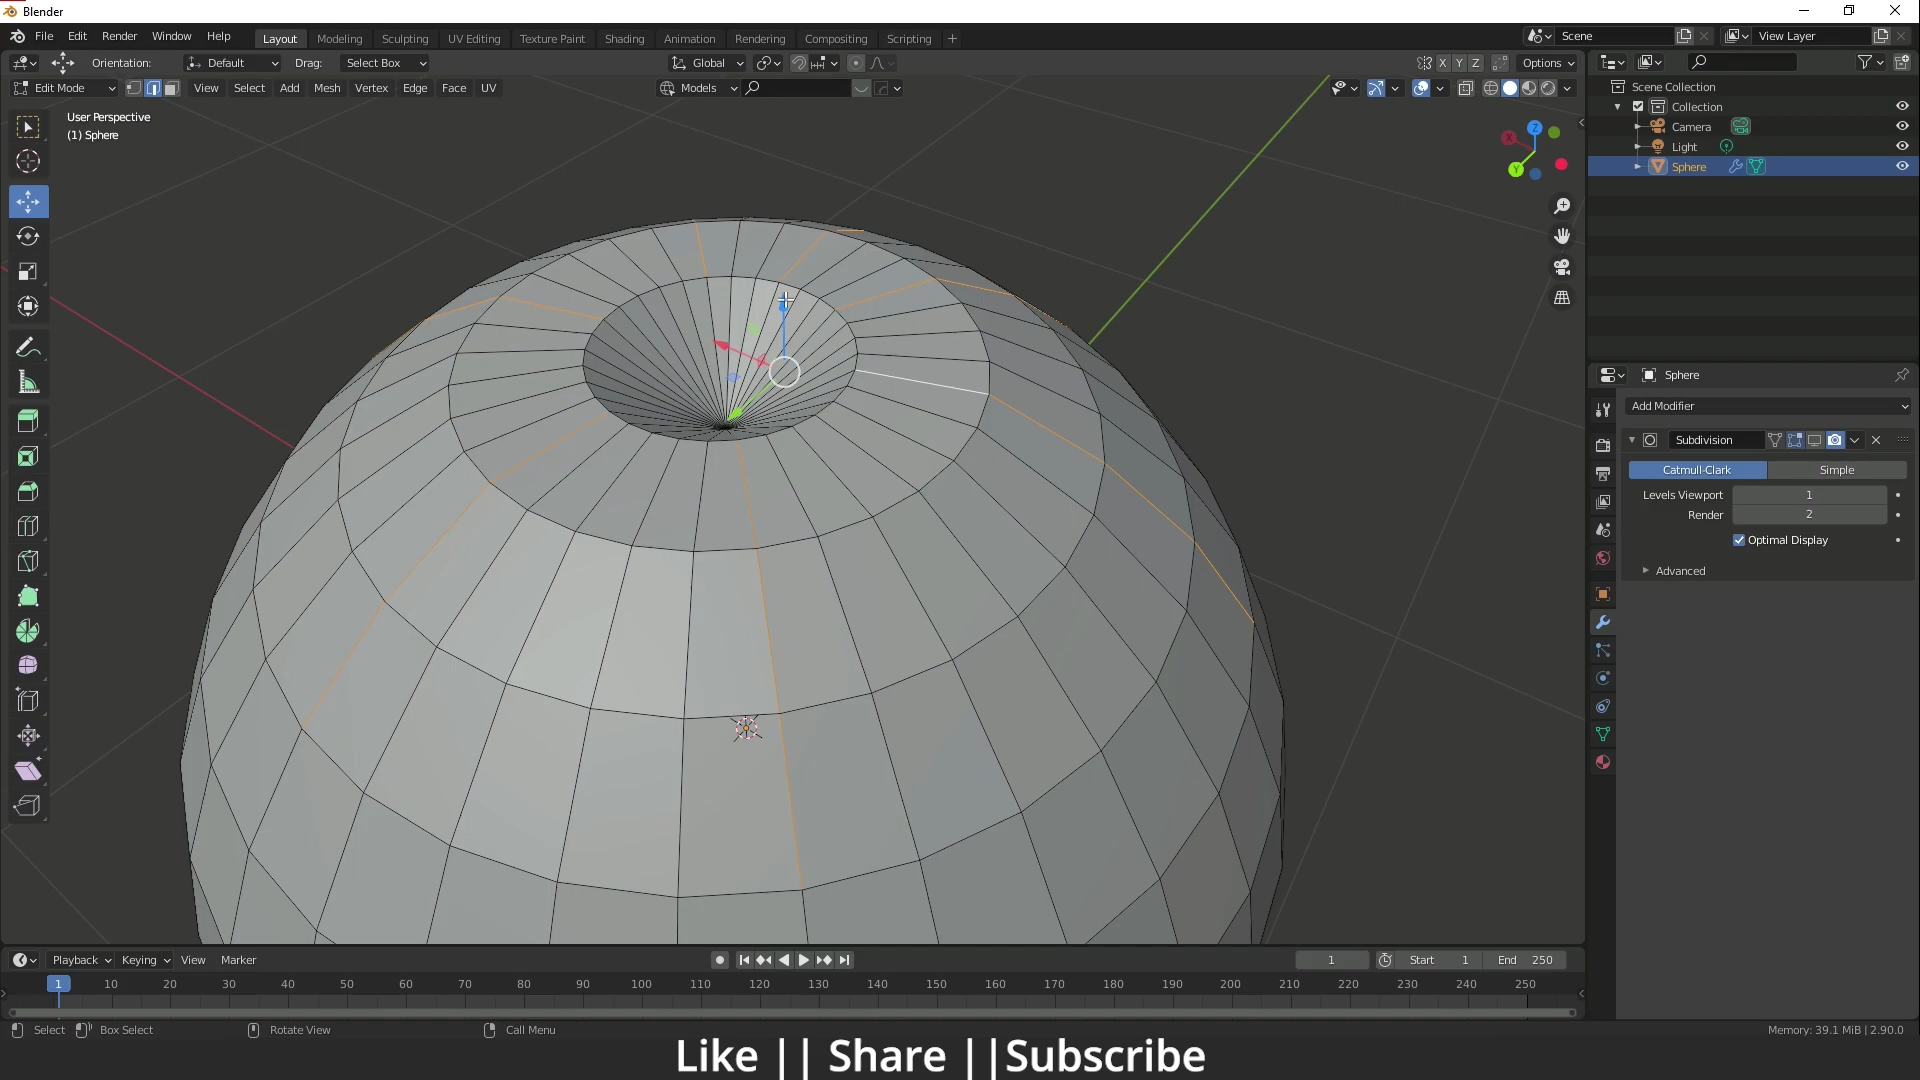 Blender
File Edit Render Window Help Layout Modeling Sculpting UV Editing Texture Paint Shading Animation Rendering Compositing Scripting + Scene View Layer
Orientation: Default Drag: Select Box Global X Y Z Options
Edit Mode View Select Add Mesh Vertex Edge Face UV Models
User Perspective
(1) Sphere
Scene Collection
Collection
Camera
Light
Sphere
Z
X
Y
Sphere
Add Modifier
Subdivision
Catmull-Clark Simple
Levels Viewport 1
Render 2
Optimal Display
Advanced
Playback Keying View Marker 1 Start 1 End 250
1 10 20 30 40 50 60 70 80 90 100 110 120 130 140 150 160 170 180 190 200 210 220 230 240 250
Select Box Select Rotate View Call Menu Memory: 39.1 MiB | 2.90.0
Like || Share ||Subscribe